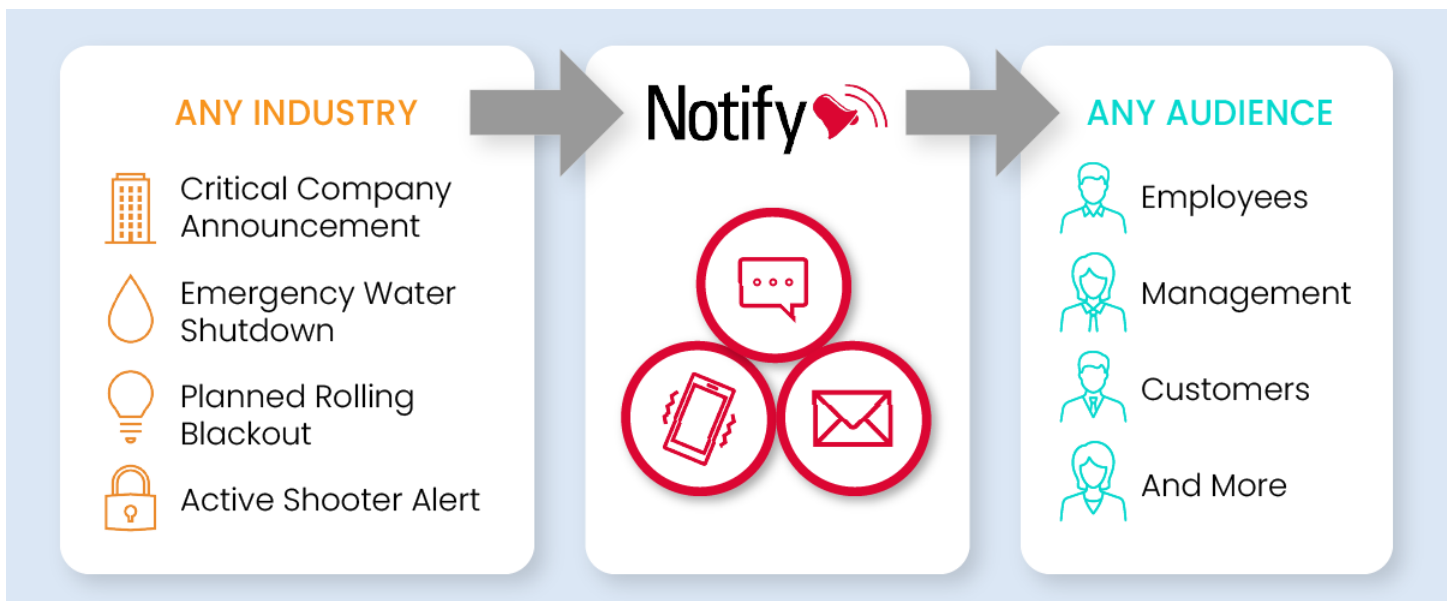 ANY INDUSTRY
Critical Company
Announcement
Emergency Water
Shutdown
Planned Rolling
Blackout
Active Shooter Alert
Notify
ANY AUDIENCE
Employees
Management
Customers
And More